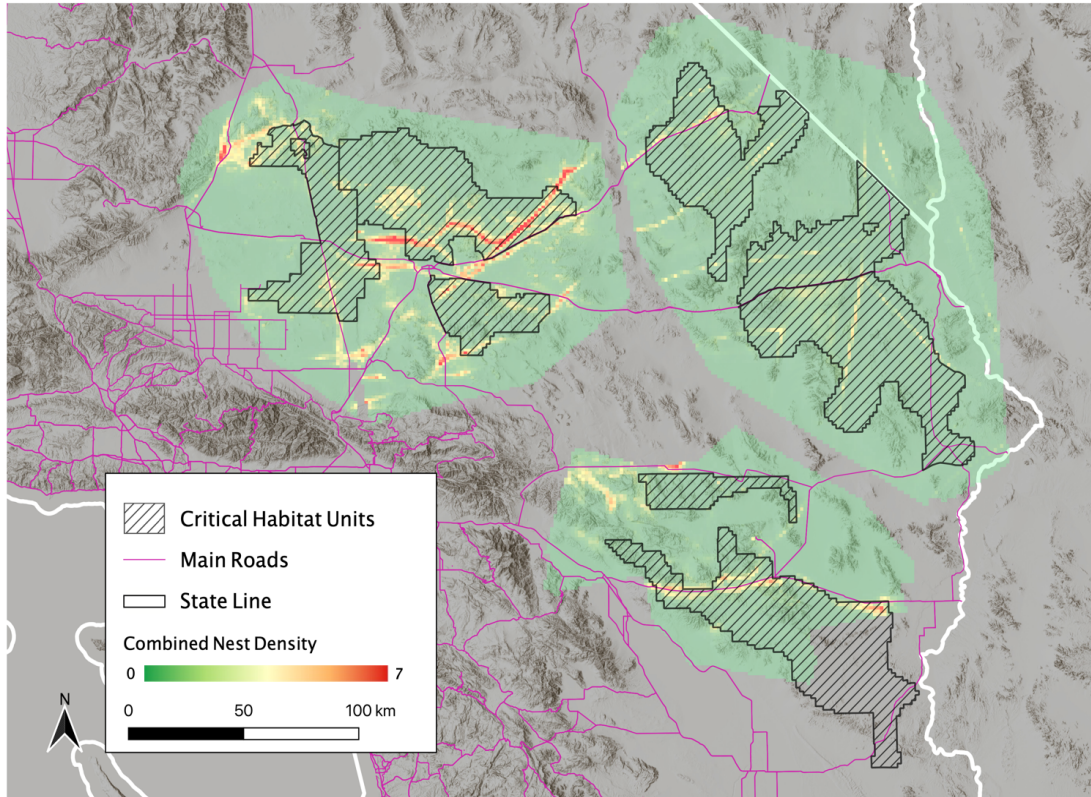 Critical Habitat Units
Main Roads
State Line
Combined Nest Density
0 7
0 50 100 km
N